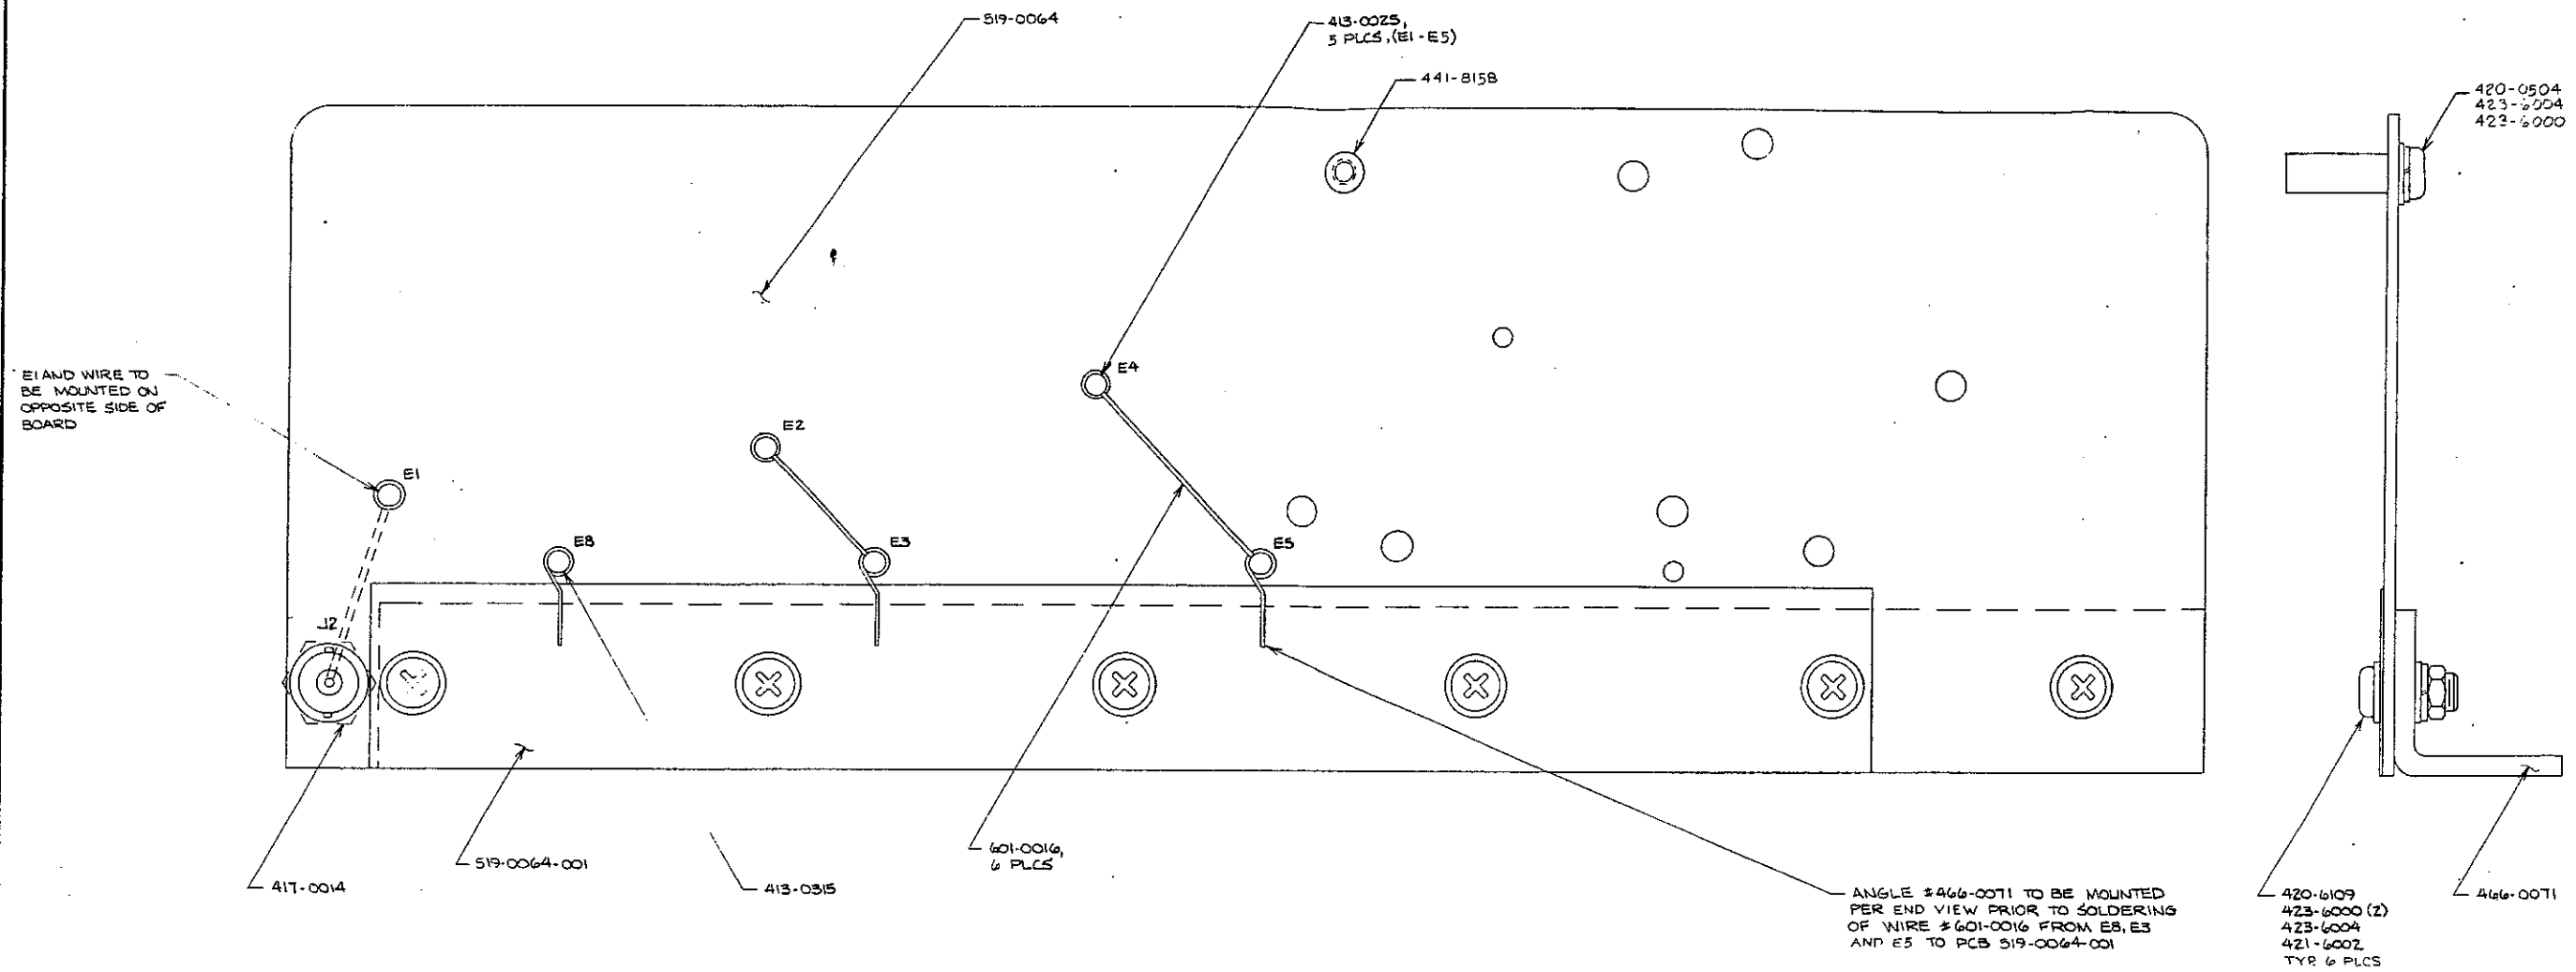 519-0064
413-0025,
5 PLCS, (E1-E5)
441-8158
420-0504
423-6004
423-6000
E1 AND WIRE TO
BE MOUNTED ON
OPPOSITE SIDE OF
BOARD
E4
E2
E1
E8
E3
E5
J2
519-0064-001
417-0014
413-0315
601-0016,
6 PLCS
ANGLE #466-0071 TO BE MOUNTED
PER END VIEW PRIOR TO SOLDERING
OF WIRE #601-0016 FROM E8, E3
AND E5 TO PCB 519-0064-001
420-6109
423-6000 (2)
423-6004
421-6002
TYP. 6 PLCS
466-0071